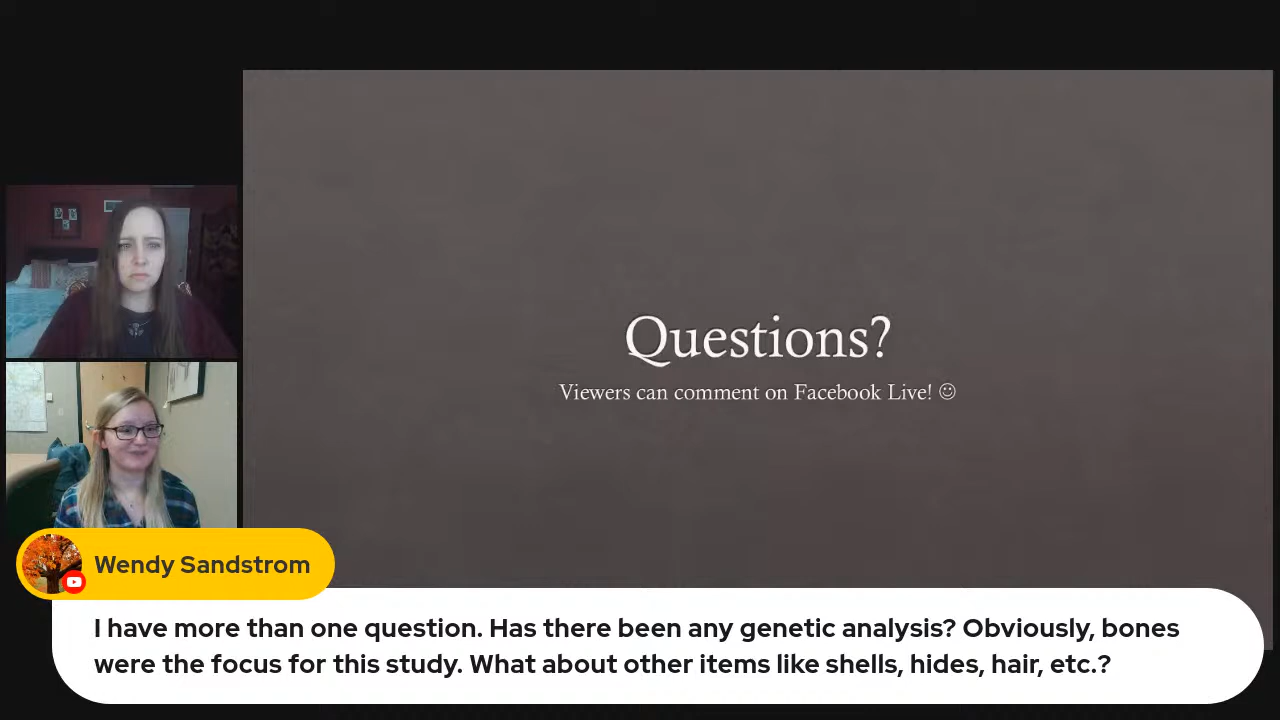 Questions?
Viewers can comment on Facebook Live! ☺
Wendy Sandstrom
I have more than one question. Has there been any genetic analysis? Obviously, bones
were the focus for this study. What about other items like shells, hides, hair, etc.?